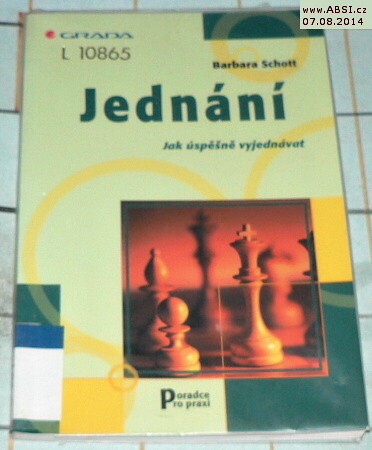 www.ABSI.cz
07.08.2014
GRADA
L 10865
Barbara Schott
Jednání
Jak úspěšně vyjednávat
Poradce
Pro praxi